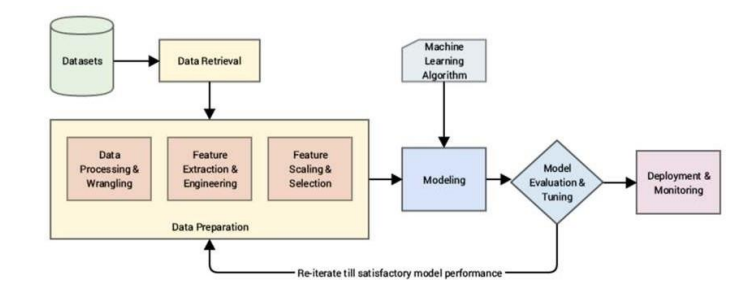 Datasets
Data Retrieval
Machine
Learning
Algorithm
Data
Processing &
Wrangling
Feature
Extraction &
Engineering
Feature
Scaling &
Selection
Data Preparation
Modeling
Model
Evaluation &
Tuning
Deployment &
Monitoring
Re-iterate till satisfactory model performance